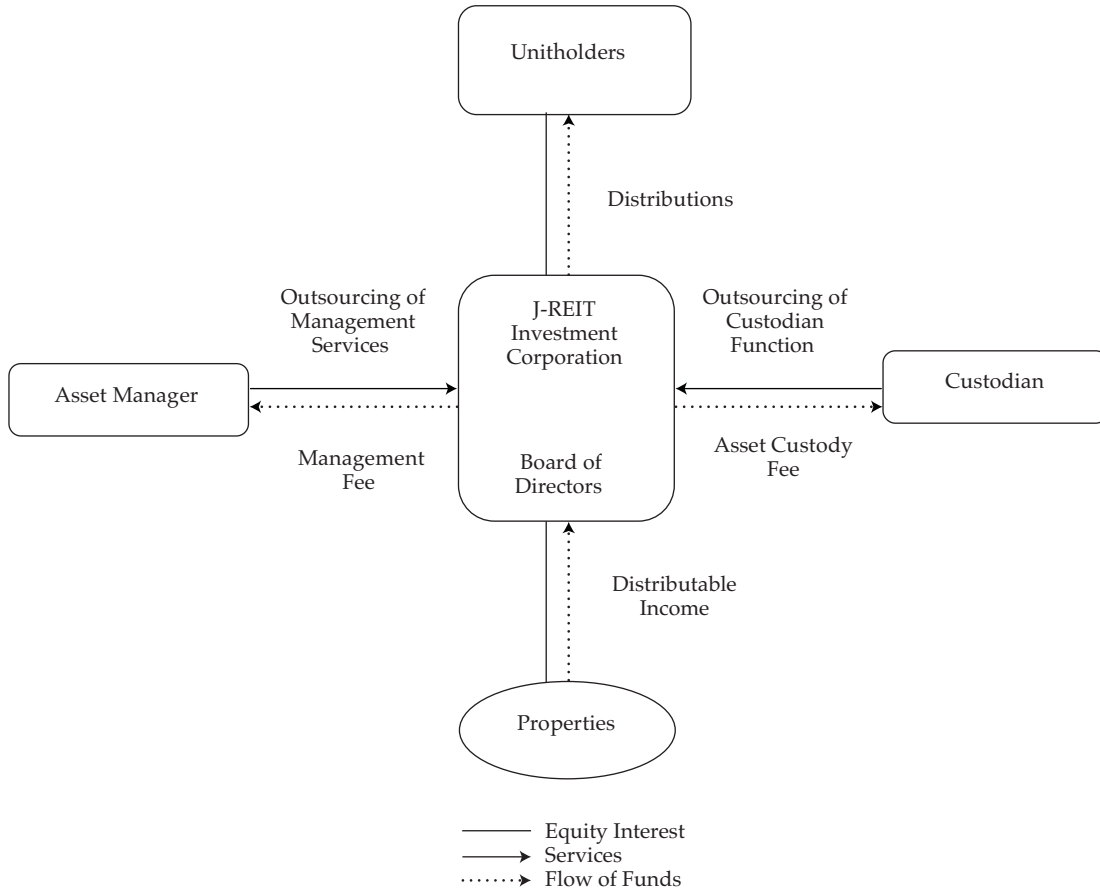 Unitholders
Distributions
Outsourcing of
Management
Services
J-REIT
Investment
Corporation
Outsourcing of
Custodian
Function
Asset Manager
Custodian
Management
Fee
Board of
Directors
Asset Custody
Fee
Distributable
Income
Properties
Equity Interest
Services
Flow of Funds